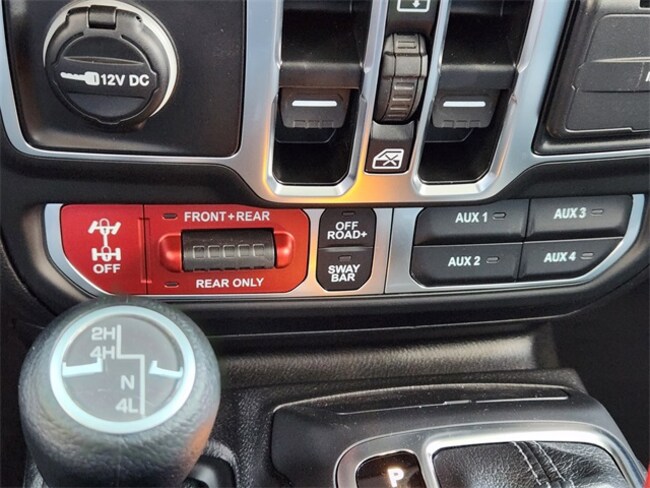 12V DC
FRONT+REAR
OFF
REAR ONLY
OFF
ROAD+
SWAY
BAR
AUX 1
AUX 3
AUX 2
AUX 4
2H
4H
N
4L
P